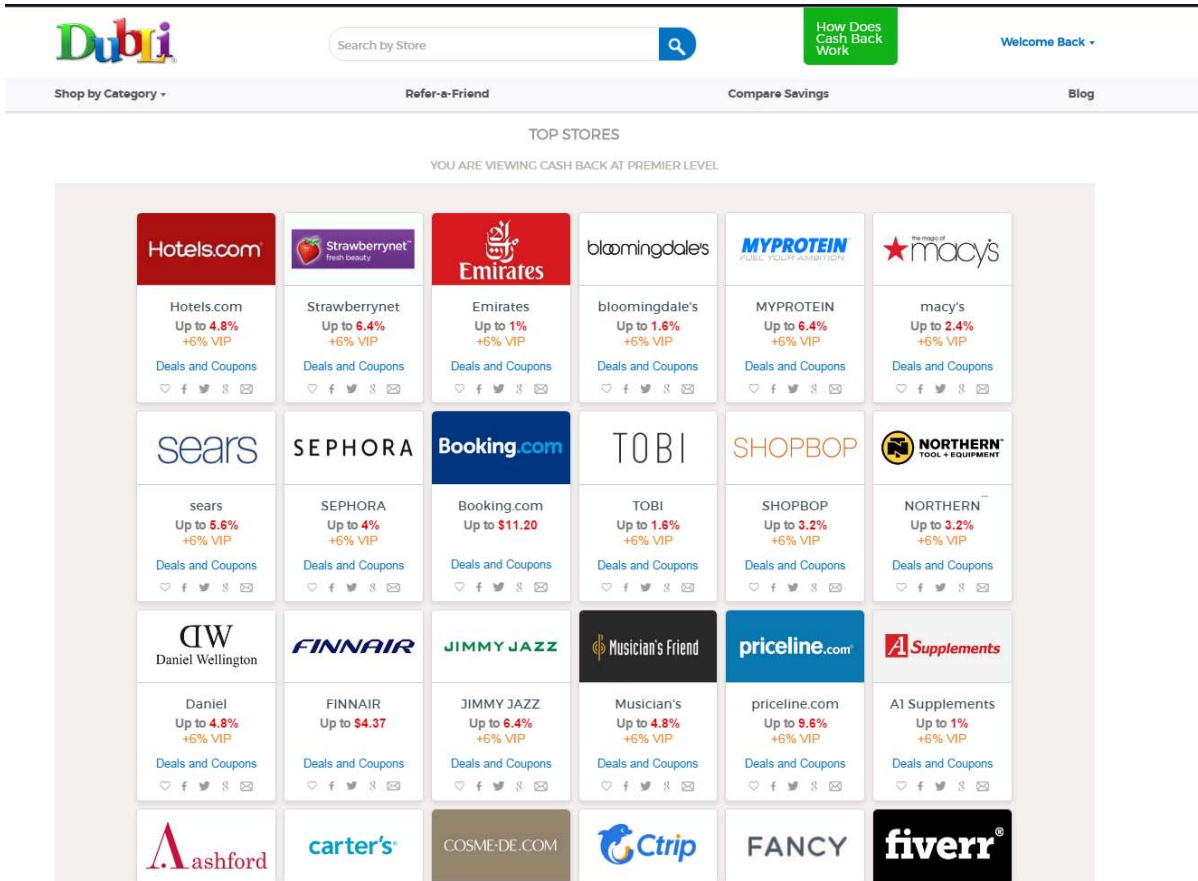 Dubli
Search by Store
How Does
Cash Back
Work
Welcome Back
Shop by Category
Refer-a-Friend
Compare Savings
Blog
TOP STORES
YOU ARE VIEWING CASH BACK AT PREMIER LEVEL
Hotels.com
Strawberrynet
fresh beauty
Emirates
bloomingdale's
MYPROTEIN
FUEL YOUR AMBITION
the magic of
macy's
Hotels.com
Up to 4.8%
+6% VIP
Deals and Coupons
Strawberrynet
Up to 6.4%
+6% VIP
Deals and Coupons
Emirates
Up to 1%
+6% VIP
Deals and Coupons
bloomingdale's
Up to 1.6%
+6% VIP
Deals and Coupons
MYPROTEIN
Up to 6.4%
+6% VIP
Deals and Coupons
macy's
Up to 2.4%
+6% VIP
Deals and Coupons
sears
SEPHORA
Booking.com
TOBI
SHOPBOP
NORTHERN
TOOL + EQUIPMENT
sears
Up to 5.6%
+6% VIP
Deals and Coupons
SEPHORA
Up to 4%
+6% VIP
Deals and Coupons
Booking.com
Up to $11.20
Deals and Coupons
TOBI
Up to 1.6%
+6% VIP
Deals and Coupons
SHOPBOP
Up to 3.2%
+6% VIP
Deals and Coupons
NORTHERN
Up to 3.2%
+6% VIP
Deals and Coupons
DW
Daniel Wellington
FINNAIR
JIMMY JAZZ
Musician's Friend
priceline.com
A1 Supplements
Daniel
Up to 4.8%
+6% VIP
Deals and Coupons
FINNAIR
Up to $4.37
Deals and Coupons
JIMMY JAZZ
Up to 6.4%
+6% VIP
Deals and Coupons
Musician's
Up to 4.8%
+6% VIP
Deals and Coupons
priceline.com
Up to 9.6%
+6% VIP
Deals and Coupons
A1 Supplements
Up to 1%
+6% VIP
Deals and Coupons
Aashford
carter's
COSME-DE.COM
Ctrip
FANCY
fiverr®